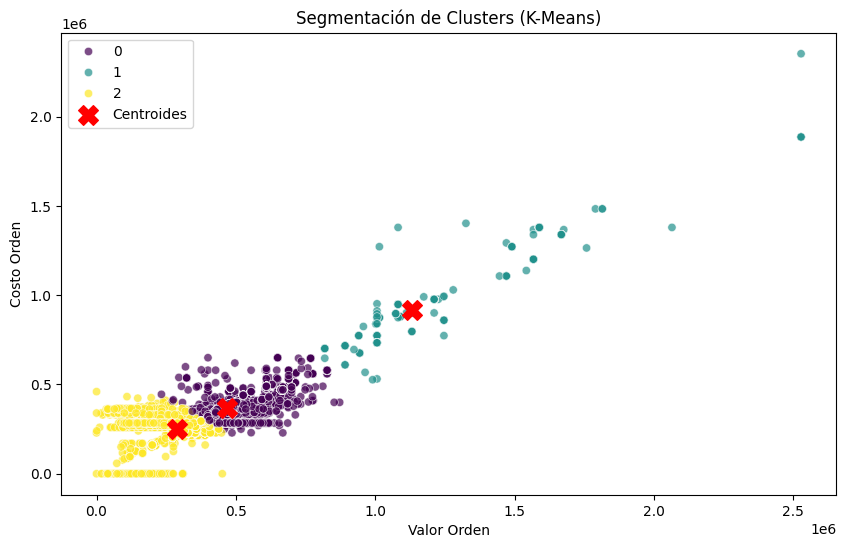 Segmentación de Clusters (K-Means)
1e6
0
1
2
Centroides
Costo Orden
2.0
1.5
1.0
0.5
0.0
0.0 0.5 1.0 1.5 2.0 2.5
1e6
Valor Orden